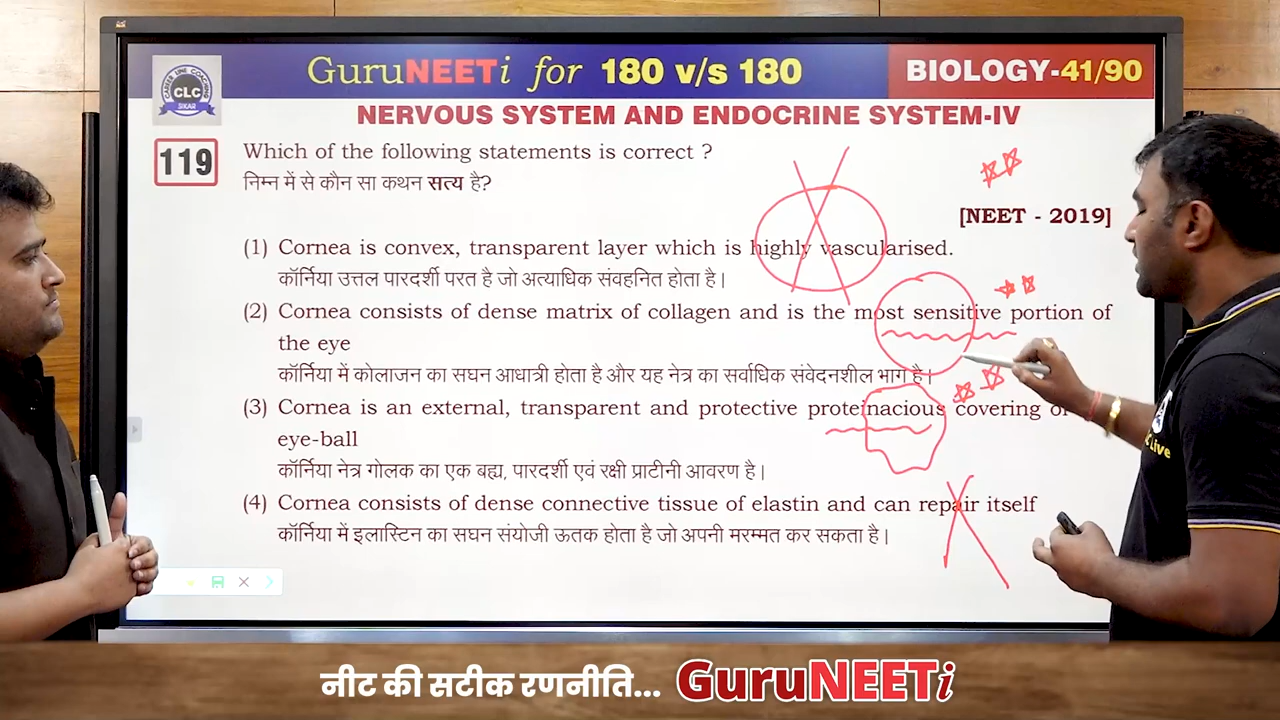 GuruNEETi for 180 v/s 180
BIOLOGY-41/90
CLC
SIKAR
NERVOUS SYSTEM AND ENDOCRINE SYSTEM-IV
119
Which of the following statements is correct ?
निम्न में से कौन सा कथन सत्य है?
[NEET - 2019]
(1) Cornea is convex, transparent layer which is highly vascularised.
कॉर्निया उत्तल पारदर्शी परत है जो अत्याधिक संवहनित होता है।
(2) Cornea consists of dense matrix of collagen and is the most sensitive portion of
the eye
कॉर्निया में कोलाजन का सघन आधात्री होता है और यह नेत्र का सर्वाधिक संवेदनशील भाग है।
(3) Cornea is an external, transparent and protective proteinacious covering of
eye-ball
कॉर्निया नेत्र गोलक का एक बह्य, पारदर्शी एवं रक्षी प्राटीनी आवरण है।
(4) Cornea consists of dense connective tissue of elastin and can repair itself
कॉर्निया में इलास्टिन का सघन संयोजी ऊतक होता है जो अपनी मरम्मत कर सकता है।
Live
नीट की सटीक रणनीति... GuruNEETi